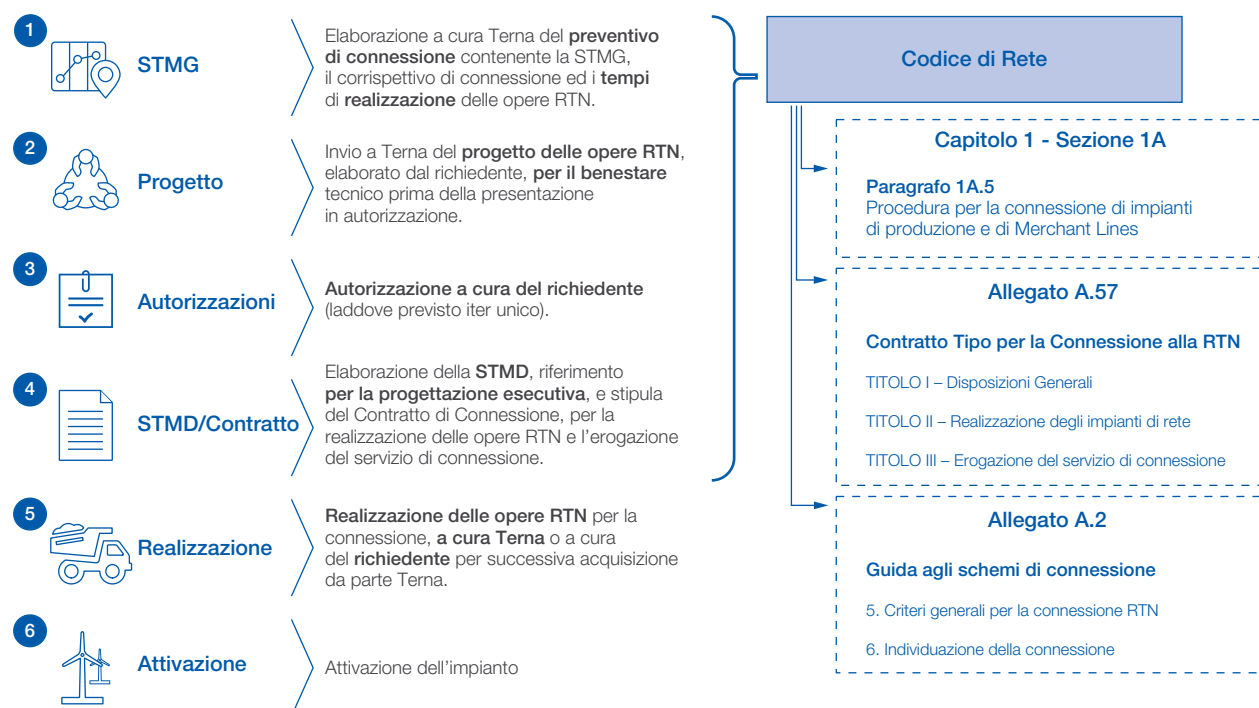 1
STMG
Elaborazione a cura Terna del preventivo
di connessione contenente la STMG,
il corrispettivo di connessione ed i tempi
di realizzazione delle opere RTN.
2
Progetto
Invio a Terna del progetto delle opere RTN,
elaborato dal richiedente, per il benestare
tecnico prima della presentazione
in autorizzazione.
3
Autorizzazioni
Autorizzazione a cura del richiedente
(laddove previsto iter unico).
4
STMD/Contratto
Elaborazione della STMD, riferimento
per la progettazione esecutiva, e stipula
del Contratto di Connessione, per la
realizzazione delle opere RTN e l'erogazione
del servizio di connessione.
5
Realizzazione
Realizzazione delle opere RTN per la
connessione, a cura Terna o a cura
del richiedente per successiva acquisizione
da parte Terna.
6
Attivazione
Attivazione dell'impianto
Codice di Rete
Capitolo 1 - Sezione 1A
Paragrafo 1A.5
Procedura per la connessione di impianti
di produzione e di Merchant Lines
Allegato A.57
Contratto Tipo per la Connessione alla RTN
TITOLO I – Disposizioni Generali
TITOLO II – Realizzazione degli impianti di rete
TITOLO III – Erogazione del servizio di connessione
Allegato A.2
Guida agli schemi di connessione
5. Criteri generali per la connessione RTN
6. Individuazione della connessione